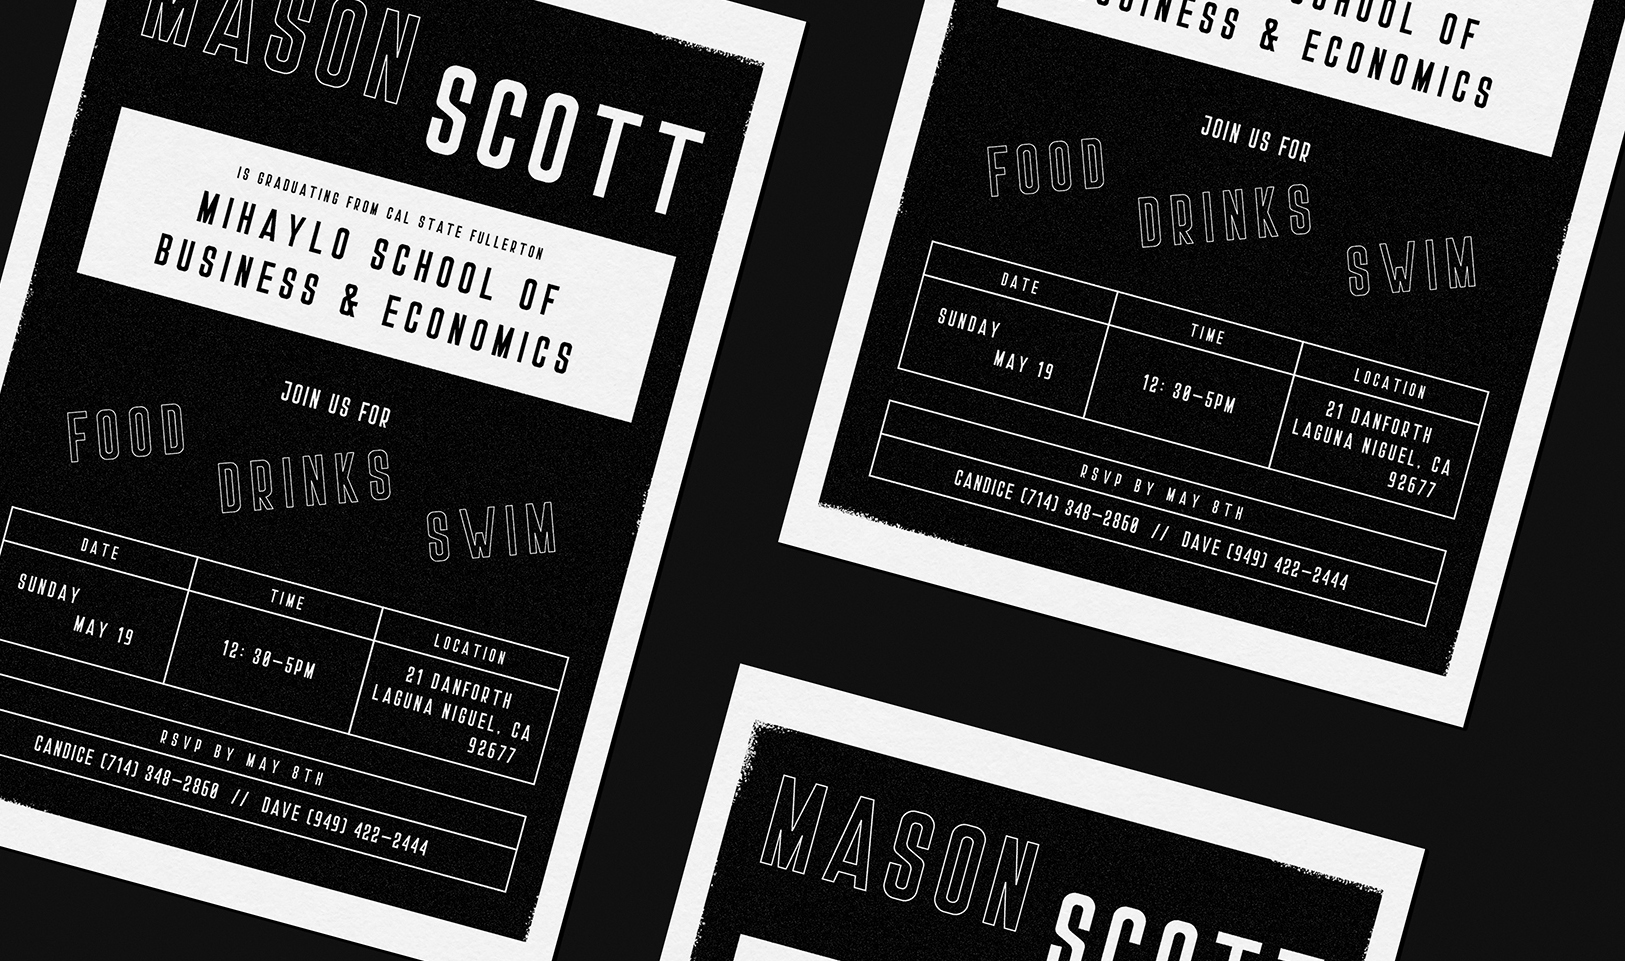 MASON
SCOTT
IS GRADUATING FROM CAL STATE FULLERTON
MIHAYLO SCHOOL OF
BUSINESS & ECONOMICS
JOIN US FOR
FOOD
DRINKS
SWIM
DATE
TIME
LOCATION
SUNDAY
MAY 19
12: 30–5PM
21 DANFORTH
LAGUNA NIGUEL, CA
92677
RSVP BY MAY 8TH
CANDICE (714) 348–2860 // DAVE (949) 422–2444
SCHOOL OF
BUSINESS & ECONOMICS
JOIN US FOR
FOOD
DRINKS
SWIM
DATE
TIME
LOCATION
SUNDAY
MAY 19
12: 30–5PM
21 DANFORTH
LAGUNA NIGUEL, CA
92677
RSVP BY MAY 8TH
CANDICE (714) 348–2860 // DAVE (949) 422–2444
MASON
SCOTT